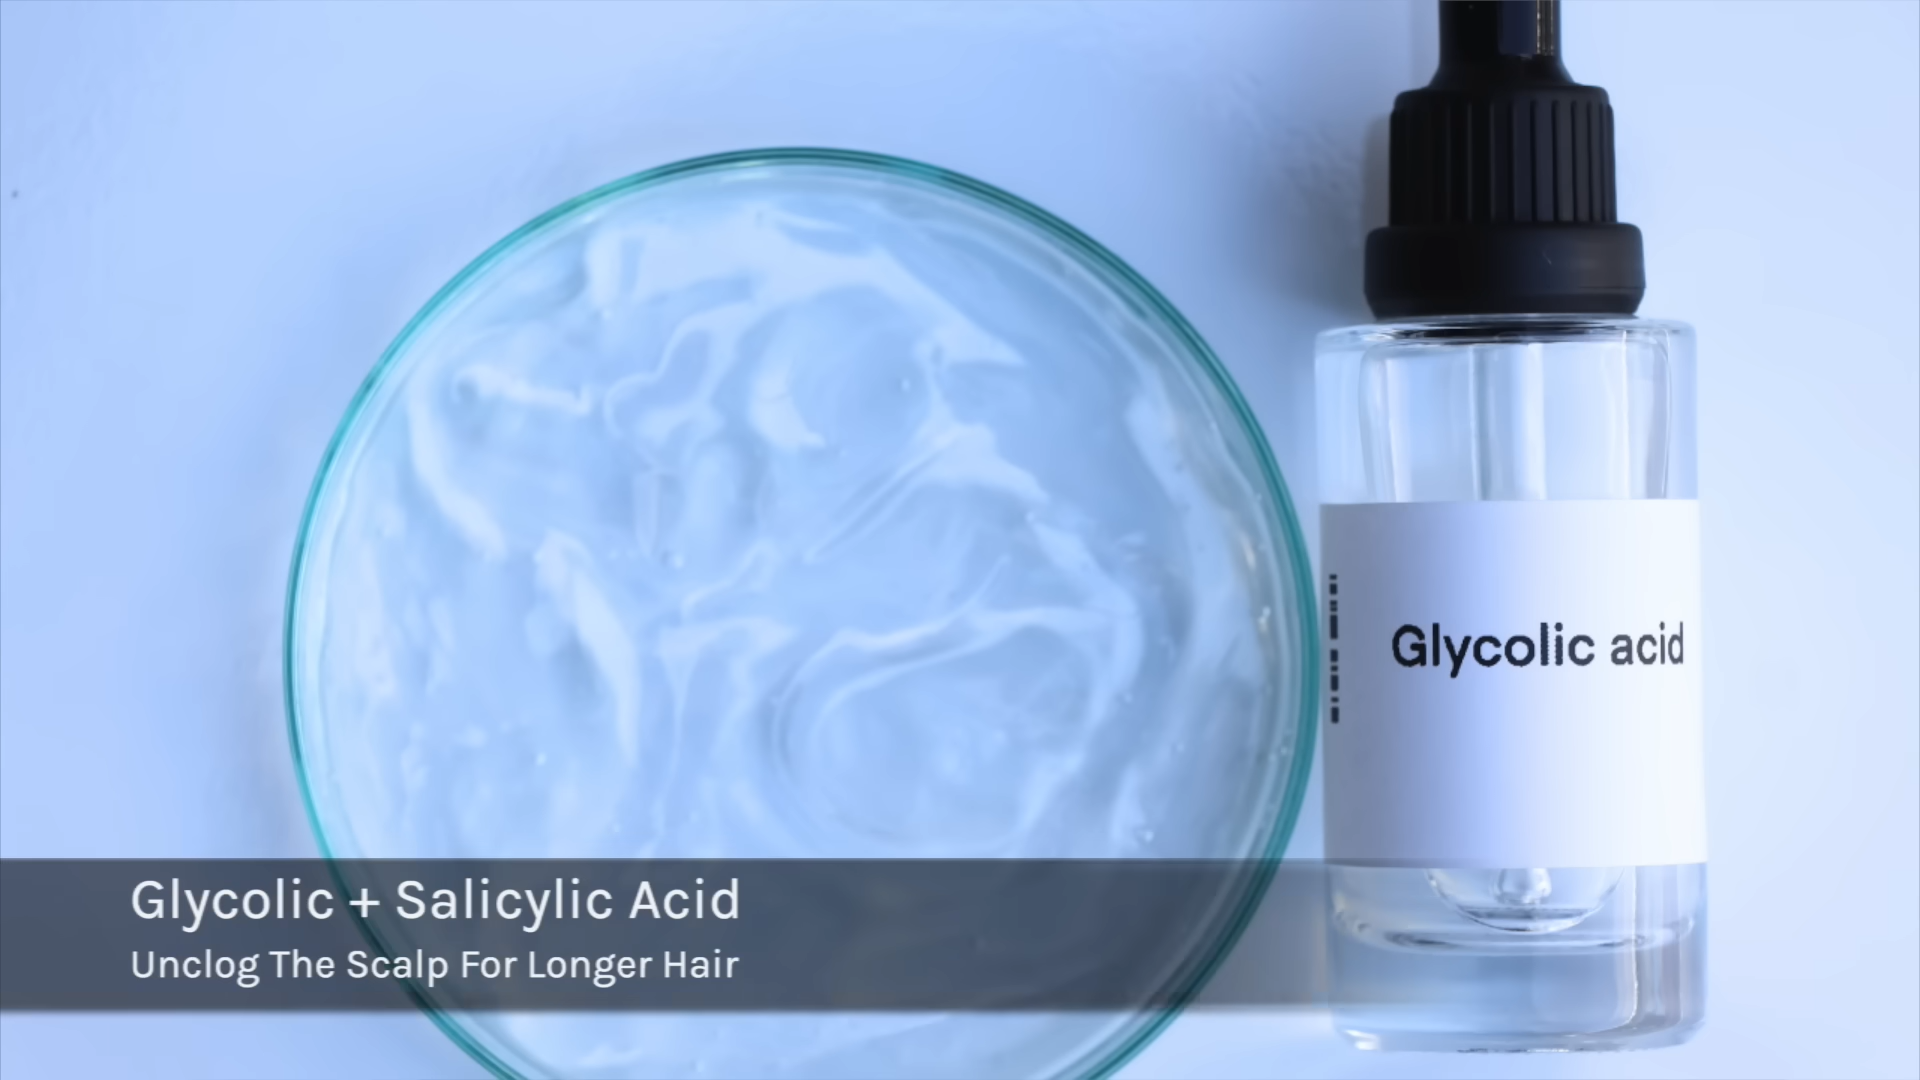 Glycolic acid
Glycolic + Salicylic Acid
Unclog The Scalp For Longer Hair